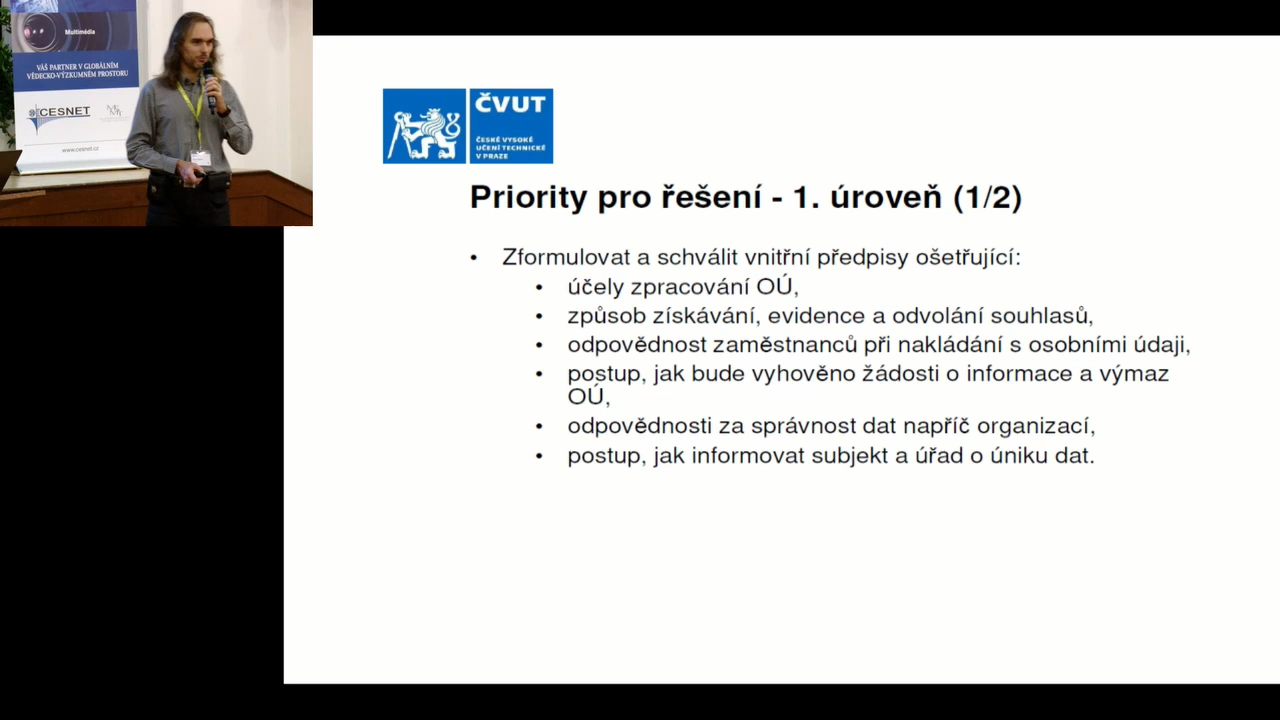 Multimédia
VÁŠ PARTNER V GLOBÁLNÍM
VĚDECKO-VÝZKUMNÉM PROSTORU
CESNET
www.cesnet.cz
ČVUT
ČESKÉ VYSOKÉ
UČENÍ TECHNICKÉ
V PRAZE
Priority pro řešení - 1. úroveň (1/2)
• Zformulovat a schválit vnitřní předpisy ošetřující:
• účely zpracování OÚ,
• způsob získávání, evidence a odvolání souhlasů,
• odpovědnost zaměstnanců při nakládání s osobními údaji,
• postup, jak bude vyhověno žádosti o informace a výmaz
OÚ,
• odpovědnosti za správnost dat napříč organizací,
• postup, jak informovat subjekt a úřad o úniku dat.